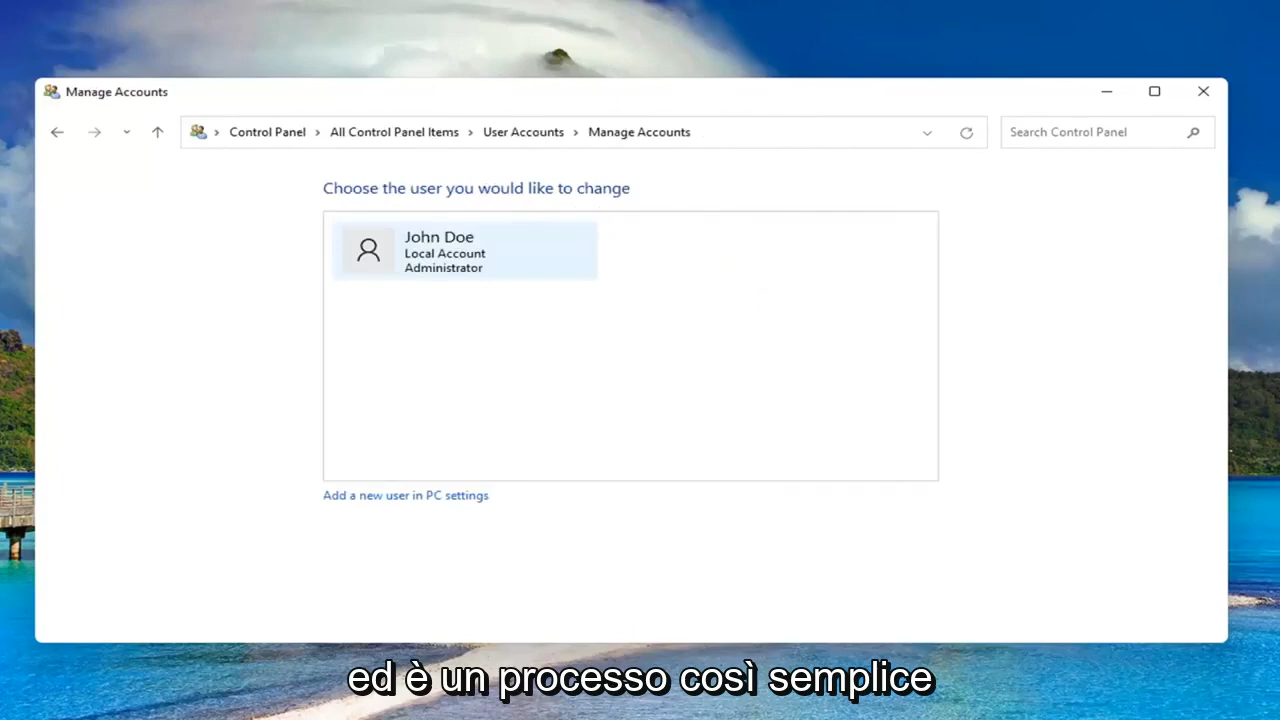 Manage Accounts
Control Panel > All Control Panel Items > User Accounts > Manage Accounts
Search Control Panel
Choose the user you would like to change
John Doe
Local Account
Administrator
Add a new user in PC settings
ed è un processo così semplice